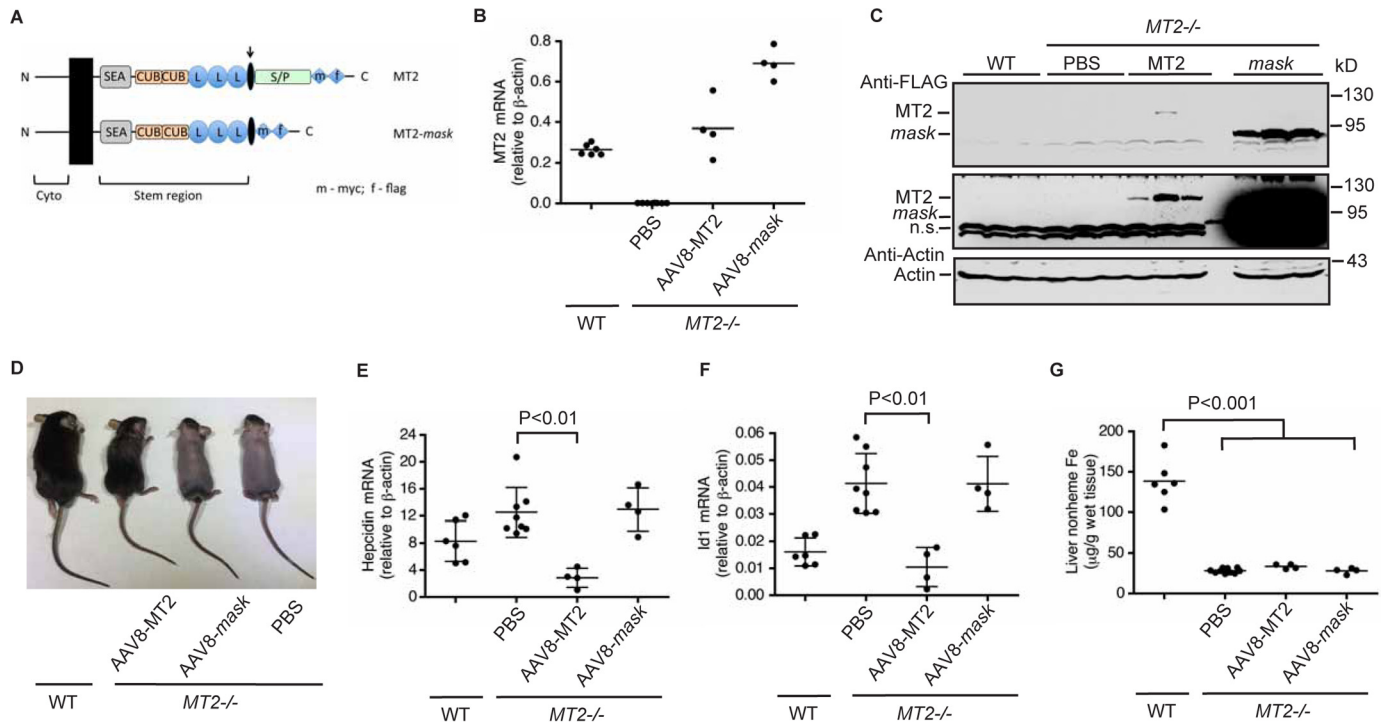 A
N
SEA
CUB
CUB
L
L
L
S/P
m
f
C
MT2
N
SEA
CUB
CUB
L
L
L
m
f
C
MT2-mask
Cyto
Stem region
m - myc; f - flag
B
MT2 mRNA
(relative to β-actin)
0.8
0.6
0.4
0.2
0.0
PBS
AAV8-MT2
AAV8-mask
WT
MT2-/-
C
MT2-/-
WT
PBS
MT2
mask
kD
Anti-FLAG
MT2
mask
130
95
MT2
mask
n.s.
130
95
Anti-Actin
Actin
43
D
AAV8-MT2
AAV8-mask
PBS
WT
MT2-/-
E
P<0.01
Hepcidin mRNA
(relative to β-actin)
24
20
16
12
8
4
0
PBS
AAV8-MT2
AAV8-mask
WT
MT2-/-
F
P<0.01
Id1 mRNA
(relative to β-actin)
0.06
0.05
0.04
0.03
0.02
0.01
0.00
PBS
AAV8-MT2
AAV8-mask
WT
MT2-/-
G
P<0.001
Liver nonheme Fe
(µg/g wet tissue)
200
150
100
50
0
PBS
AAV8-MT2
AAV8-mask
WT
MT2-/-